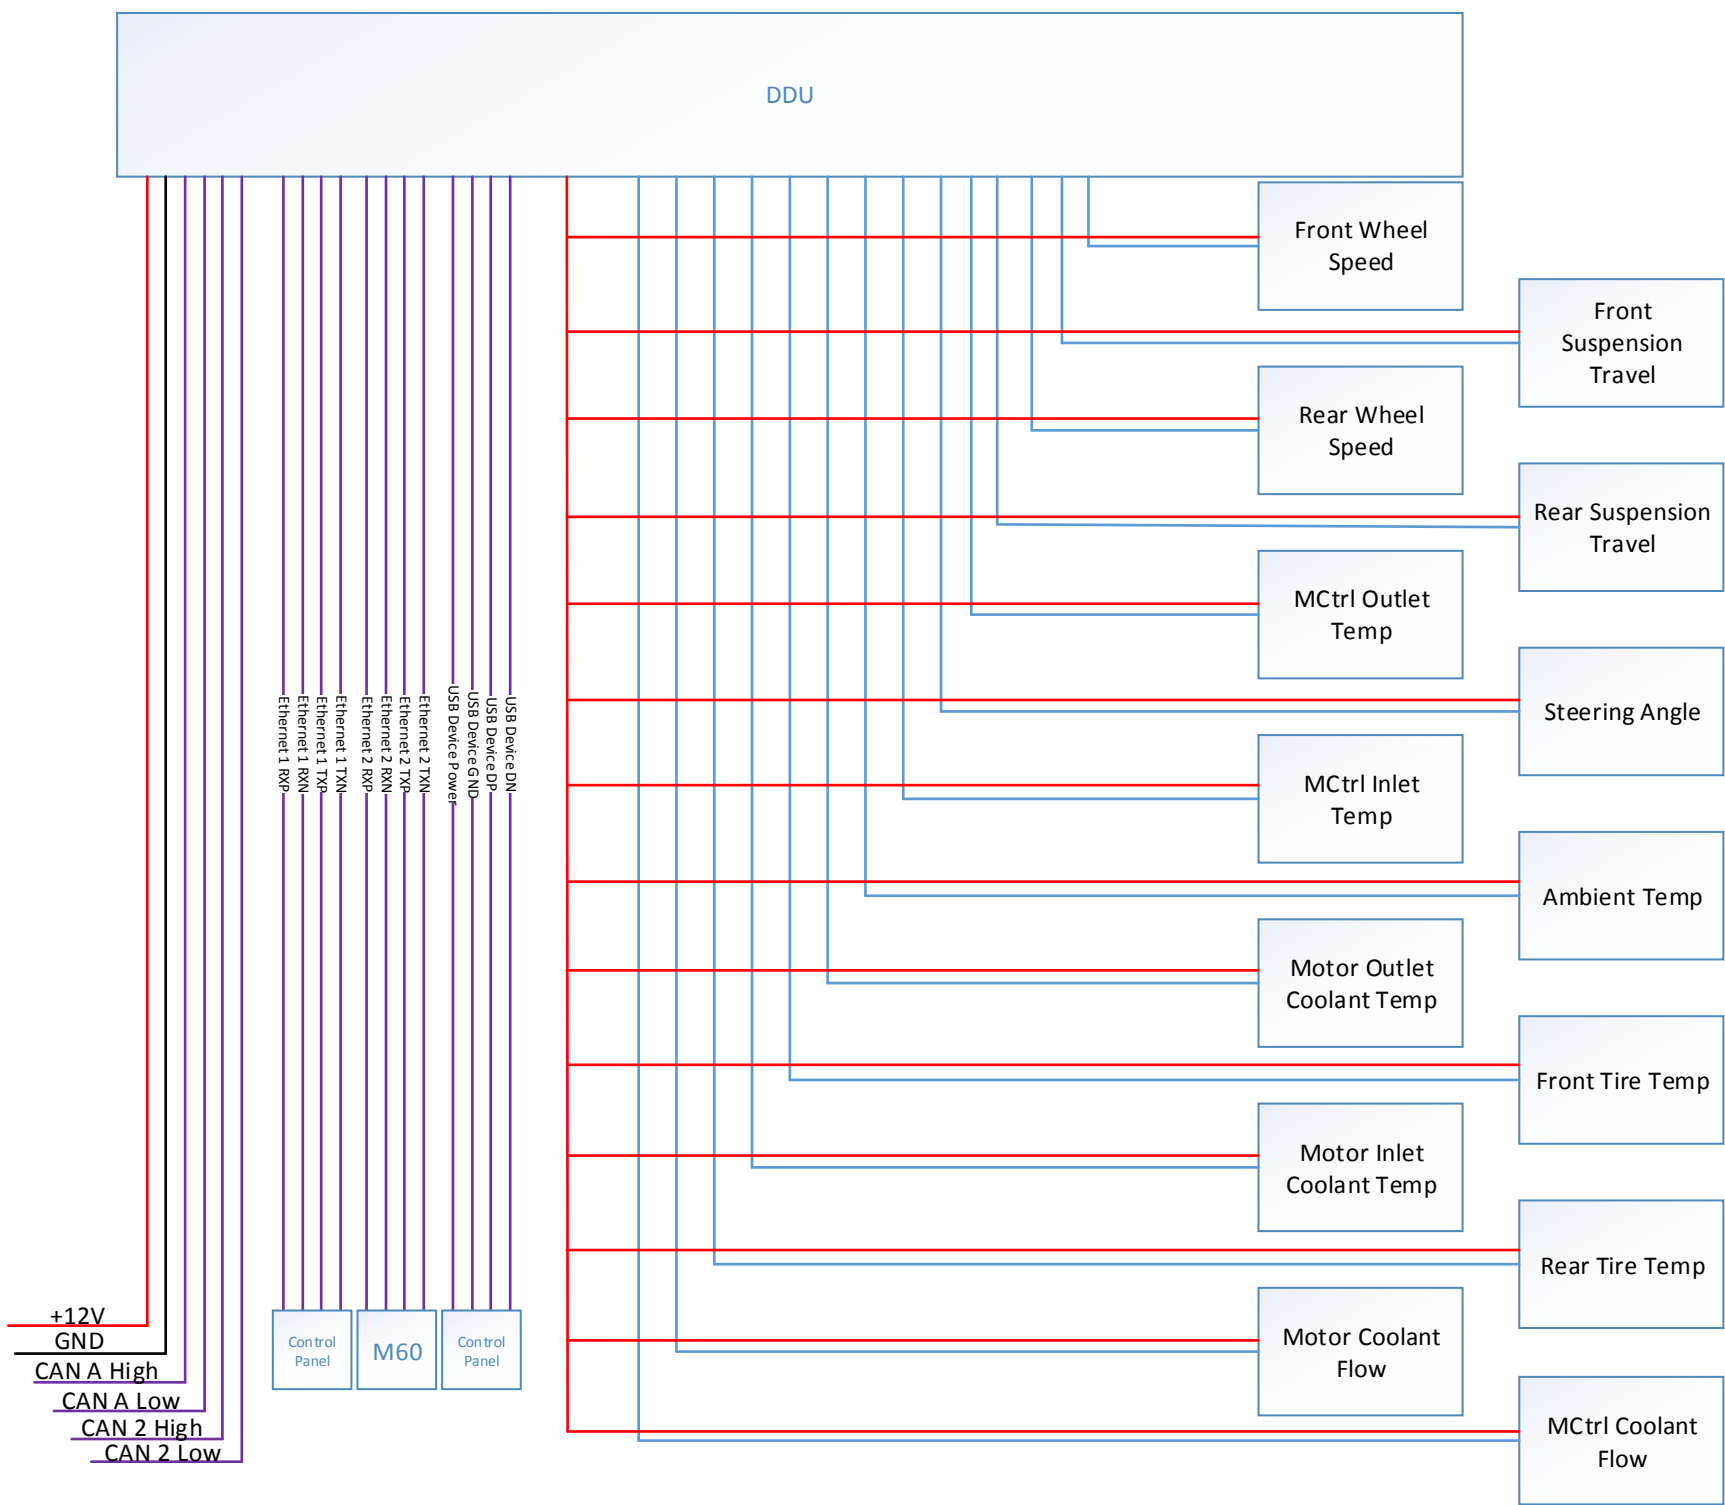 DDU
Front Wheel
Speed
Front
Suspension
Travel
Rear Wheel
Speed
Rear Suspension
Travel
MCtrl Outlet
Temp
Steering Angle
MCtrl Inlet
Temp
Ambient Temp
Motor Outlet
Coolant Temp
Front Tire Temp
Motor Inlet
Coolant Temp
Rear Tire Temp
Motor Coolant
Flow
MCtrl Coolant
Flow
Ethernet 1 RXP
Ethernet 1 RXN
Ethernet 1 TXP
Ethernet 1 TXN
Ethernet 2 RXP
Ethernet 2 RXN
Ethernet 2 TXP
Ethernet 2 TXN
USB Device Power
USB Device GND
USB Device DP
USB Device DN
+12V
GND
CAN A High
CAN A Low
CAN 2 High
CAN 2 Low
Control
Panel
M60
Control
Panel